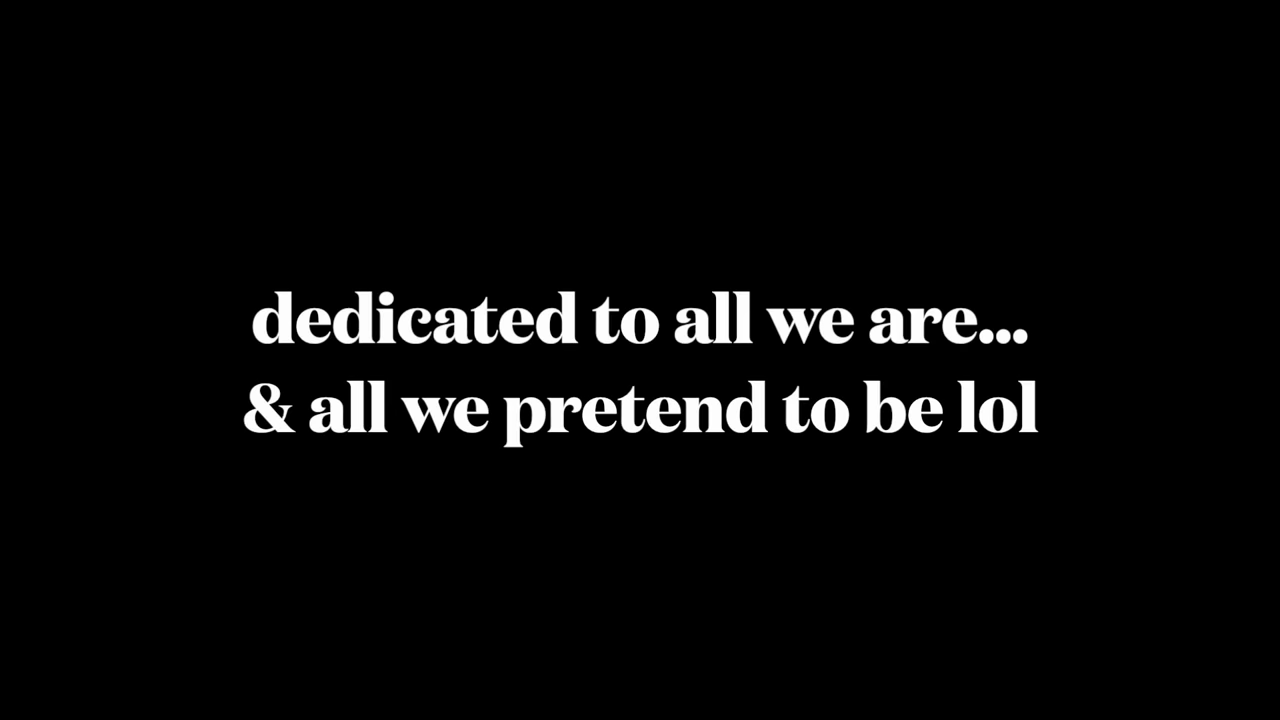 dedicated to all we are...
& all we pretend to be lol